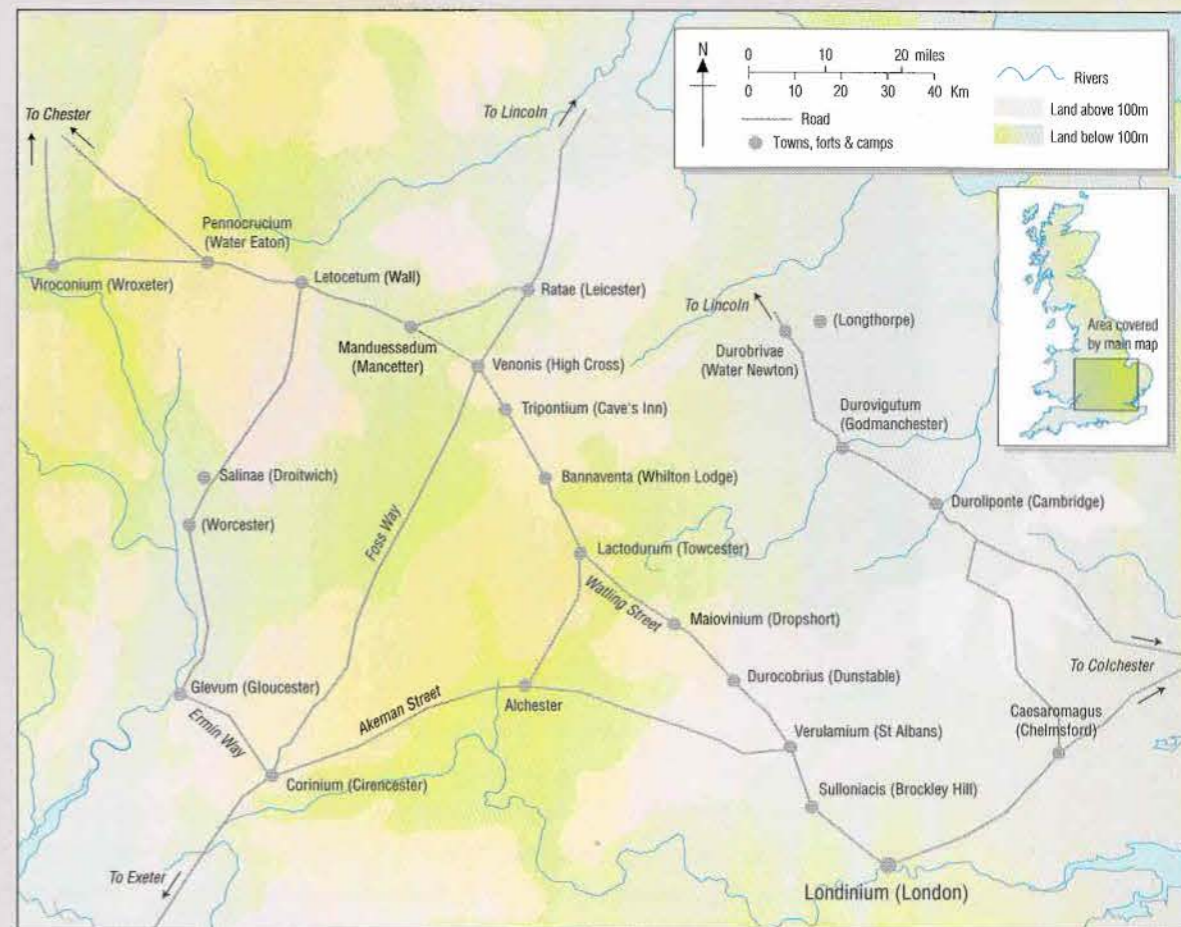 N
0 10 20 miles
0 10 20 30 40 Km
Road
Towns, forts & camps
Rivers
Land above 100m
Land below 100m
Area covered
by main map
To Chester
To Lincoln
Pennocrucium
(Water Eaton)
Viroconium (Wroxeter)
Letocetum (Wall)
Ratae (Leicester)
To Lincoln
(Longthorpe)
Manduessedum
(Mancetter)
Venonis (High Cross)
Durobrivae
(Water Newton)
Tripontium (Cave's Inn)
Durovigutum
(Godmanchester)
Salinae (Droitwich)
Bannaventa (Whilton Lodge)
Duroliponte (Cambridge)
(Worcester)
Foss Way
Lactodurum (Towcester)
Watling Street
Maiovinium (Dropshort)
To Colchester
Glevum (Gloucester)
Akeman Street
Alchester
Durocobrius (Dunstable)
Ermin Way
Caesaromagus
(Chelmsford)
Verulamium (St Albans)
Corinium (Cirencester)
Sulloniacis (Brockley Hill)
To Exeter
Londinium (London)